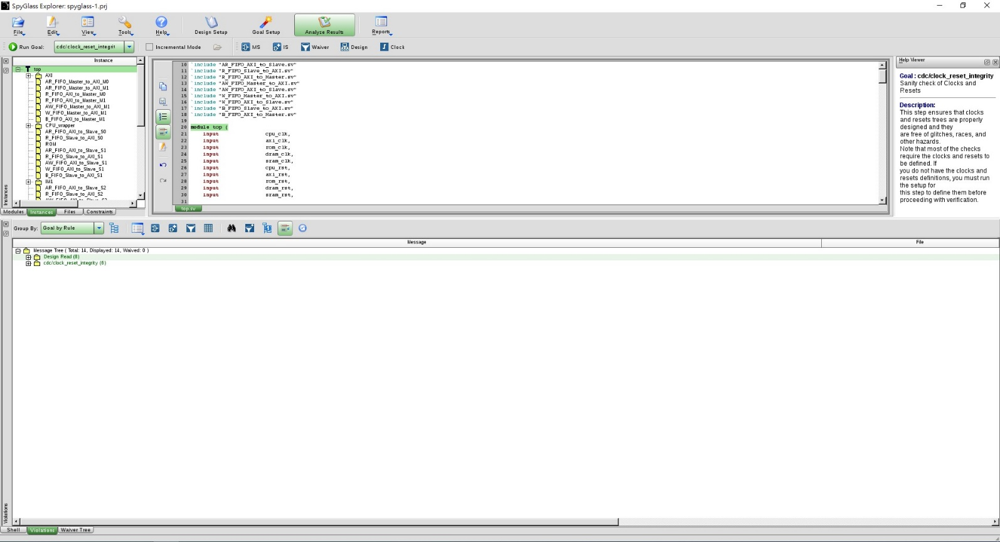 SpyGlass Explorer: spyglass-1.prj
File Edit View Tools Help Design Setup Goal Setup Analyze Results Reports
Run Goal: cdc/clock_reset_integrit Incremental Mode MS IS Waiver Design Clock
Instance
top
AXI
AR_FIFO_Master_to_AXI_M0
AR_FIFO_Master_to_AXI_M1
R_FIFO_AXI_to_Master_M0
R_FIFO_AXI_to_Master_M1
AW_FIFO_Master_to_AXI_M1
W_FIFO_Master_to_AXI_M1
B_FIFO_AXI_to_Master_M1
CPU_wrapper
AR_FIFO_AXI_to_Slave_S0
R_FIFO_Slave_to_AXI_S0
ROM
AR_FIFO_AXI_to_Slave_S1
R_FIFO_Slave_to_AXI_S1
AW_FIFO_AXI_to_Slave_S1
W_FIFO_AXI_to_Slave_S1
B_FIFO_Slave_to_AXI_S1
IM1
AR_FIFO_AXI_to_Slave_S2
R_FIFO_Slave_to_AXI_S2
Instances
Modules Instances Files Constraints
10 `include "AR_FIFO_AXI_to_Slave.sv"
11 `include "R_FIFO_Slave_to_AXI.sv"
12 `include "R_FIFO_AXI_to_Master.sv"
13 `include "AW_FIFO_Master_to_AXI.sv"
14 `include "AW_FIFO_AXI_to_Slave.sv"
15 `include "W_FIFO_Master_to_AXI.sv"
16 `include "W_FIFO_AXI_to_Slave.sv"
17 `include "B_FIFO_Slave_to_AXI.sv"
18 `include "B_FIFO_AXI_to_Master.sv"
19
20 module top (
21 input cpu_clk,
22 input axi_clk,
23 input rom_clk,
24 input dram_clk,
25 input sram_clk,
26 input cpu_rst,
27 input axi_rst,
28 input rom_rst,
29 input dram_rst,
30 input sram_rst,
31
top.sv
Help Viewer
Goal : cdc/clock_reset_integrity
Sanity check of Clocks and
Resets
Description:
This step ensures that clocks
and resets trees are properly
designed and they
are free of glitches, races, and
other hazards.
Note that most of the checks
require the clocks and resets to
be defined. If
you do not have the clocks and
resets definitions, you must run
the setup for
this step to define them before
proceeding with verification.
Group By: Goal by Rule
Message File
Message Tree ( Total: 14, Displayed: 14, Waived: 0 )
Design Read (8)
cdc/clock_reset_integrity (6)
Violations
Shell Violations Waiver Tree